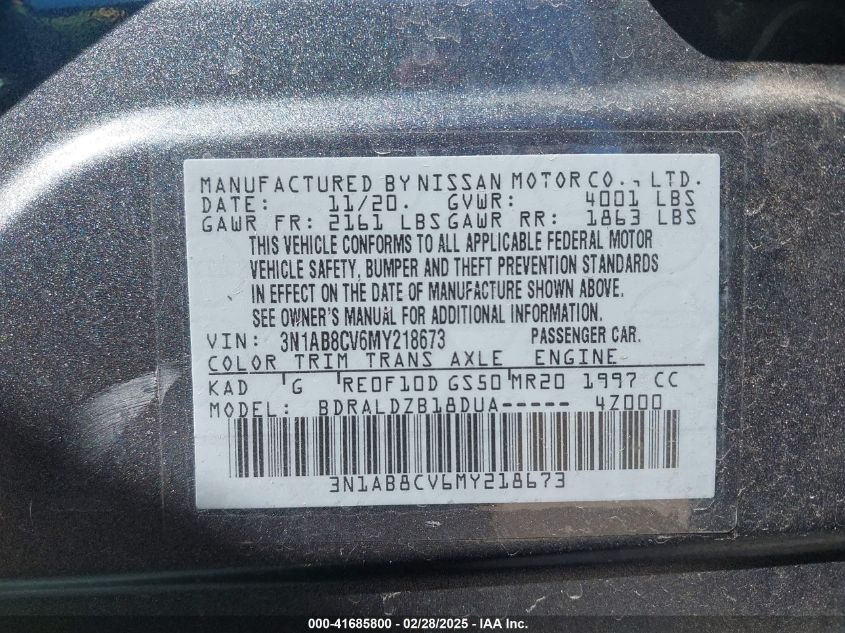 MANUFACTURED BY NISSAN MOTOR CO., LTD.
DATE: 11/20. GVWR: 4001 LBS
GAWR FR: 2161 LBS GAWR RR: 1863 LBS
THIS VEHICLE CONFORMS TO ALL APPLICABLE FEDERAL MOTOR
VEHICLE SAFETY, BUMPER AND THEFT PREVENTION STANDARDS
IN EFFECT ON THE DATE OF MANUFACTURE SHOWN ABOVE.
SEE OWNER'S MANUAL FOR ADDITIONAL INFORMATION.
VIN: 3N1AB8CV6MY218673 PASSENGER CAR.
COLOR TRIM TRANS AXLE ENGINE
KAD G RE0F10D GS50 MR20 1997 CC
MODEL: BDRALDZB18DUA----- 4Z000
3N1AB8CV6MY218673
000-41685800 - 02/28/2025 - IAA Inc.